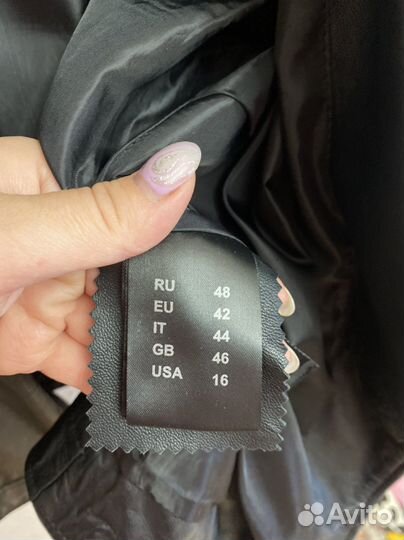 RU 48
EU 42
IT 44
GB 46
USA 16
Avito